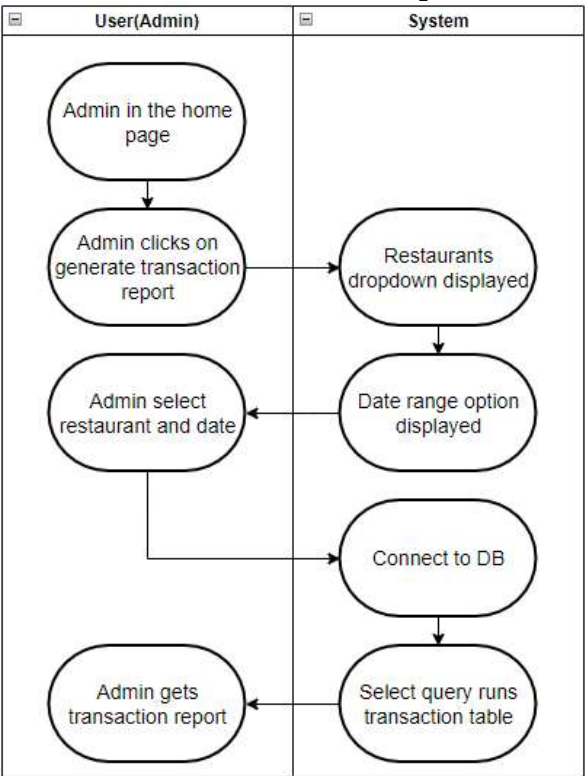 User(Admin)
System
Admin in the home
page
Admin clicks on
generate transaction
report
Restaurants
dropdown displayed
Admin select
restaurant and date
Date range option
displayed
Connect to DB
Admin gets
transaction report
Select query runs
transaction table